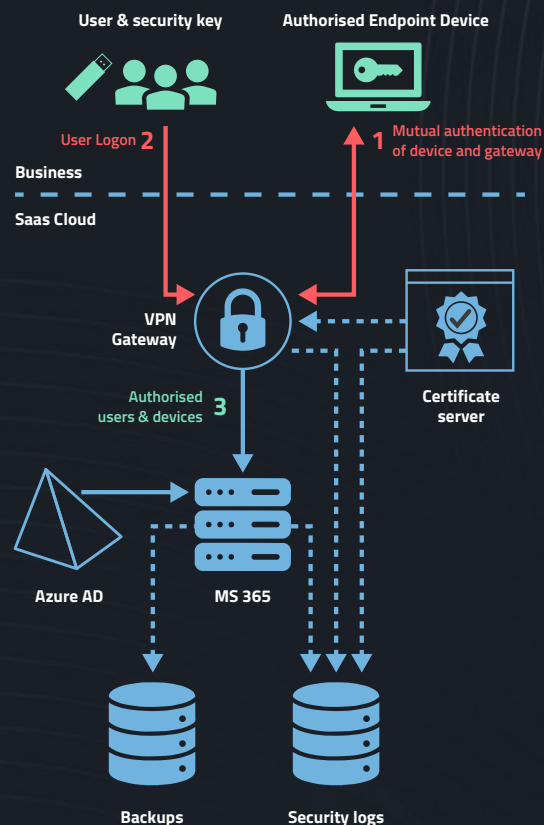 User & security key
Authorised Endpoint Device
User Logon 2
1 Mutual authentication
of device and gateway
Business
Saas Cloud
VPN
Gateway
Certificate
server
Authorised
users & devices 3
Azure AD
MS 365
Backups
Security logs